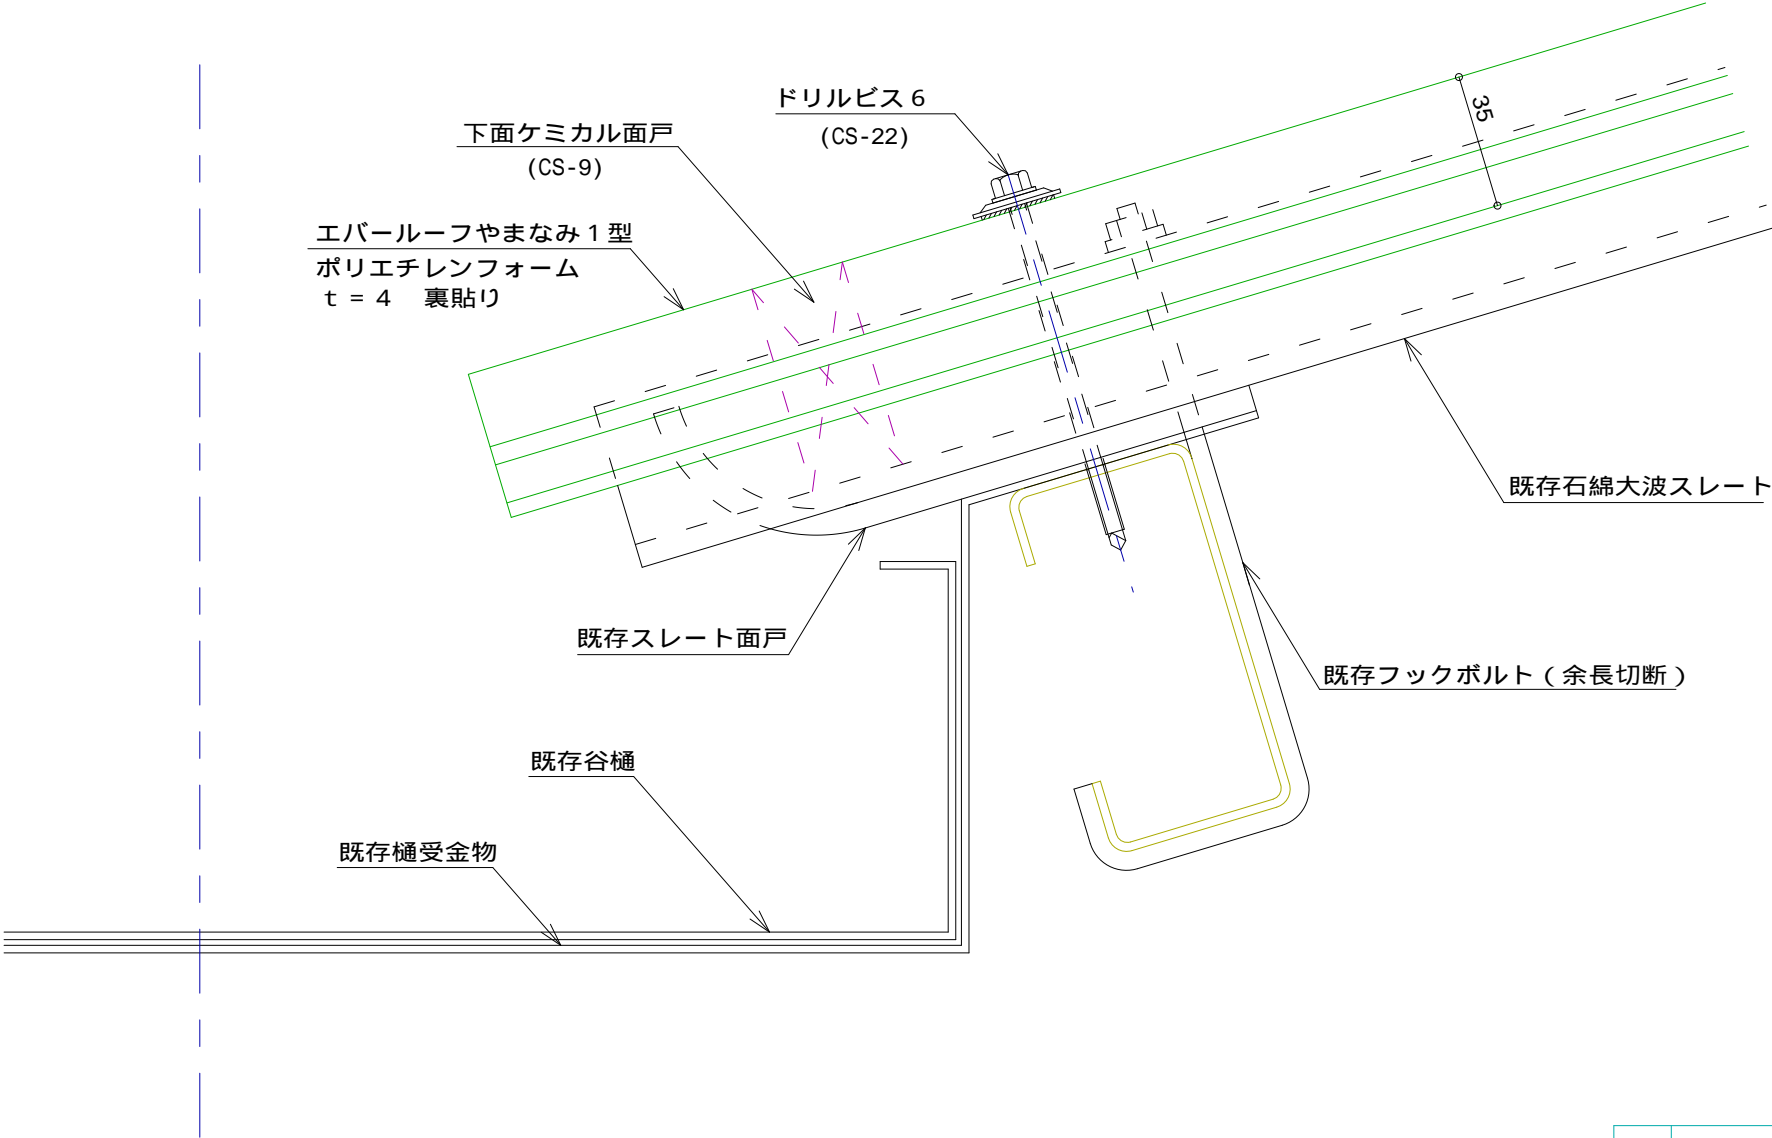 ドリルビス６
(CS-22)
下面ケミカル面戸
(CS-9)
35
エバールーフやまなみ１型
ポリエチレンフォーム
ｔ＝４　裏貼り
既存石綿大波スレート
既存スレート面戸
既存フックボルト（余長切断）
既存谷樋
既存樋受金物